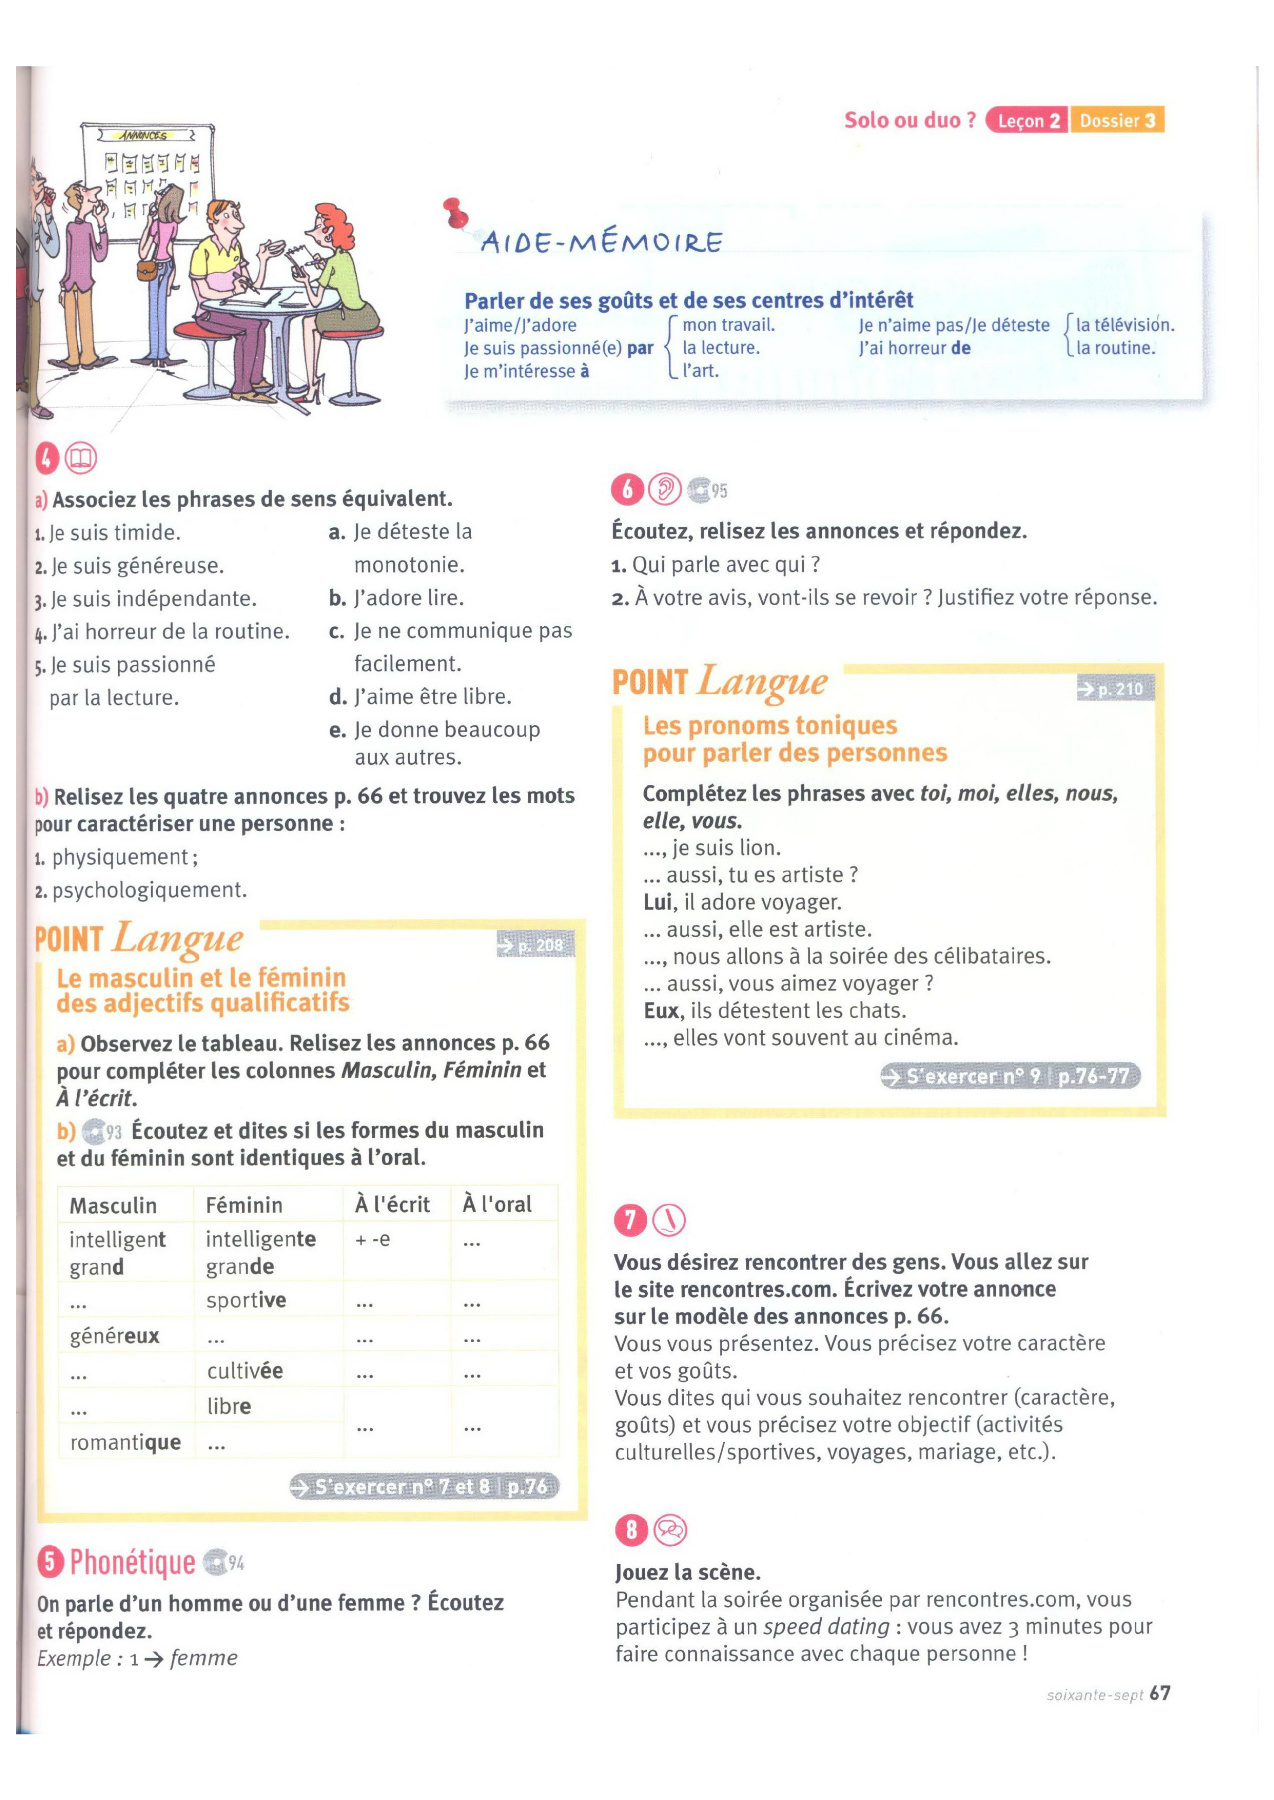 Solo ou duo ? Leçon 2 Dossier 3
ANNONCES
AIDE-MÉMOIRE
Parler de ses goûts et de ses centres d'intérêt
J'aime/J'adore
Je suis passionné(e) par
Je m'intéresse à
mon travail.
la lecture.
l'art.
Je n'aime pas/Je déteste
J'ai horreur de
la télévision.
la routine.
4
a) Associez les phrases de sens équivalent.
1. Je suis timide.
2. Je suis généreuse.
3. Je suis indépendante.
4. J'ai horreur de la routine.
5. Je suis passionné
par la lecture.
a. Je déteste la
monotonie.
b. J'adore lire.
c. Je ne communique pas
facilement.
d. J'aime être libre.
e. Je donne beaucoup
aux autres.
b) Relisez les quatre annonces p. 66 et trouvez les mots
pour caractériser une personne :
1. physiquement ;
2. psychologiquement.
POINT Langue
→ p. 208
Le masculin et le féminin
des adjectifs qualificatifs
a) Observez le tableau. Relisez les annonces p. 66
pour compléter les colonnes Masculin, Féminin et
À l'écrit.
b) 93 Écoutez et dites si les formes du masculin
et du féminin sont identiques à l'oral.
Masculin Féminin À l'écrit À l'oral
intelligent intelligente + -e ...
grand grande
... sportive ... ...
généreux ... ... ...
... cultivée ... ...
... libre
... ...
romantique ...
→ S'exercer n° 7 et 8 | p.76
5 Phonétique 94
On parle d'un homme ou d'une femme ? Écoutez
et répondez.
Exemple : 1 → femme
6 95
Écoutez, relisez les annonces et répondez.
1. Qui parle avec qui ?
2. À votre avis, vont-ils se revoir ? Justifiez votre réponse.
POINT Langue
→ p. 210
Les pronoms toniques
pour parler des personnes
Complétez les phrases avec toi, moi, elles, nous,
elle, vous.
..., je suis lion.
... aussi, tu es artiste ?
Lui, il adore voyager.
... aussi, elle est artiste.
..., nous allons à la soirée des célibataires.
... aussi, vous aimez voyager ?
Eux, ils détestent les chats.
..., elles vont souvent au cinéma.
→ S'exercer n° 9 | p.76-77
7
Vous désirez rencontrer des gens. Vous allez sur
le site rencontres.com. Écrivez votre annonce
sur le modèle des annonces p. 66.
Vous vous présentez. Vous précisez votre caractère
et vos goûts.
Vous dites qui vous souhaitez rencontrer (caractère,
goûts) et vous précisez votre objectif (activités
culturelles/sportives, voyages, mariage, etc.).
8
Jouez la scène.
Pendant la soirée organisée par rencontres.com, vous
participez à un speed dating : vous avez 3 minutes pour
faire connaissance avec chaque personne !
soixante-sept 67